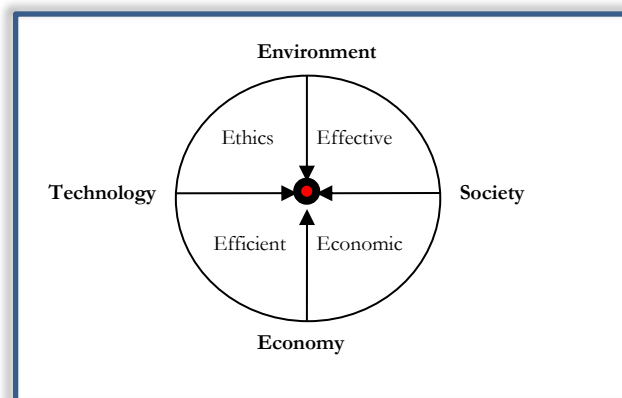 Environment
Ethics Effective
Technology Society
Efficient Economic
Economy